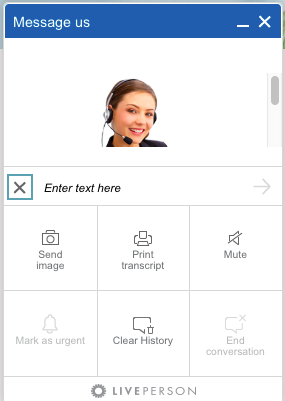 Message us
Enter text here
Send
image
Print
transcript
Mute
Mark as urgent
Clear History
End
conversation
LIVEPERSON